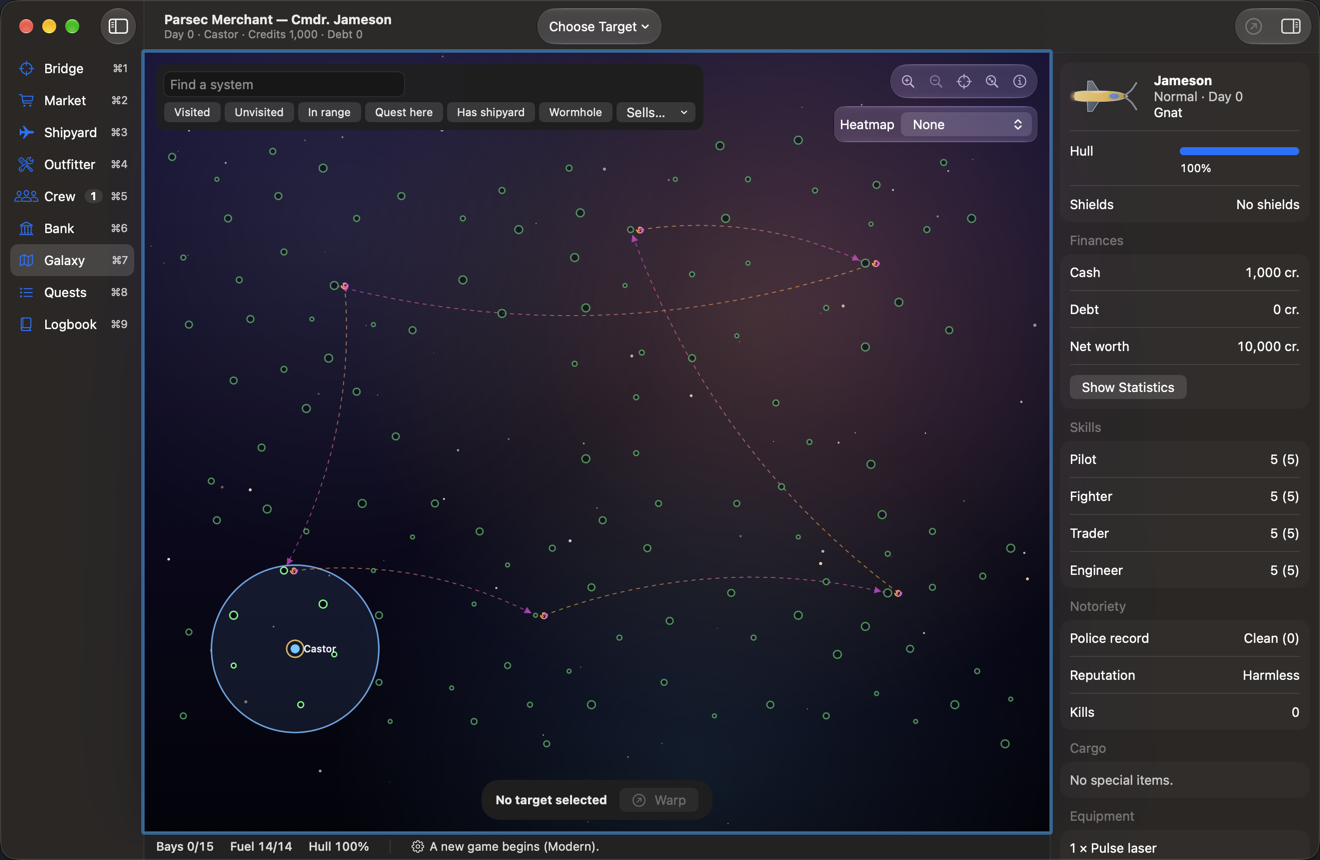 Parsec Merchant — Cmdr. Jameson
Day 0 · Castor · Credits 1,000 · Debt 0
Choose Target
Bridge ⌘1
Market ⌘2
Shipyard ⌘3
Outfitter ⌘4
Crew 1 ⌘5
Bank ⌘6
Galaxy ⌘7
Quests ⌘8
Logbook ⌘9
Find a system
Visited Unvisited In range Quest here Has shipyard Wormhole Sells...
Heatmap None
Castor
No target selected Warp
Bays 0/15 Fuel 14/14 Hull 100% A new game begins (Modern).
Jameson
Normal · Day 0
Gnat
Hull
100%
Shields No shields
Finances
Cash 1,000 cr.
Debt 0 cr.
Net worth 10,000 cr.
Show Statistics
Skills
Pilot 5 (5)
Fighter 5 (5)
Trader 5 (5)
Engineer 5 (5)
Notoriety
Police record Clean (0)
Reputation Harmless
Kills 0
Cargo
No special items.
Equipment
1 × Pulse laser